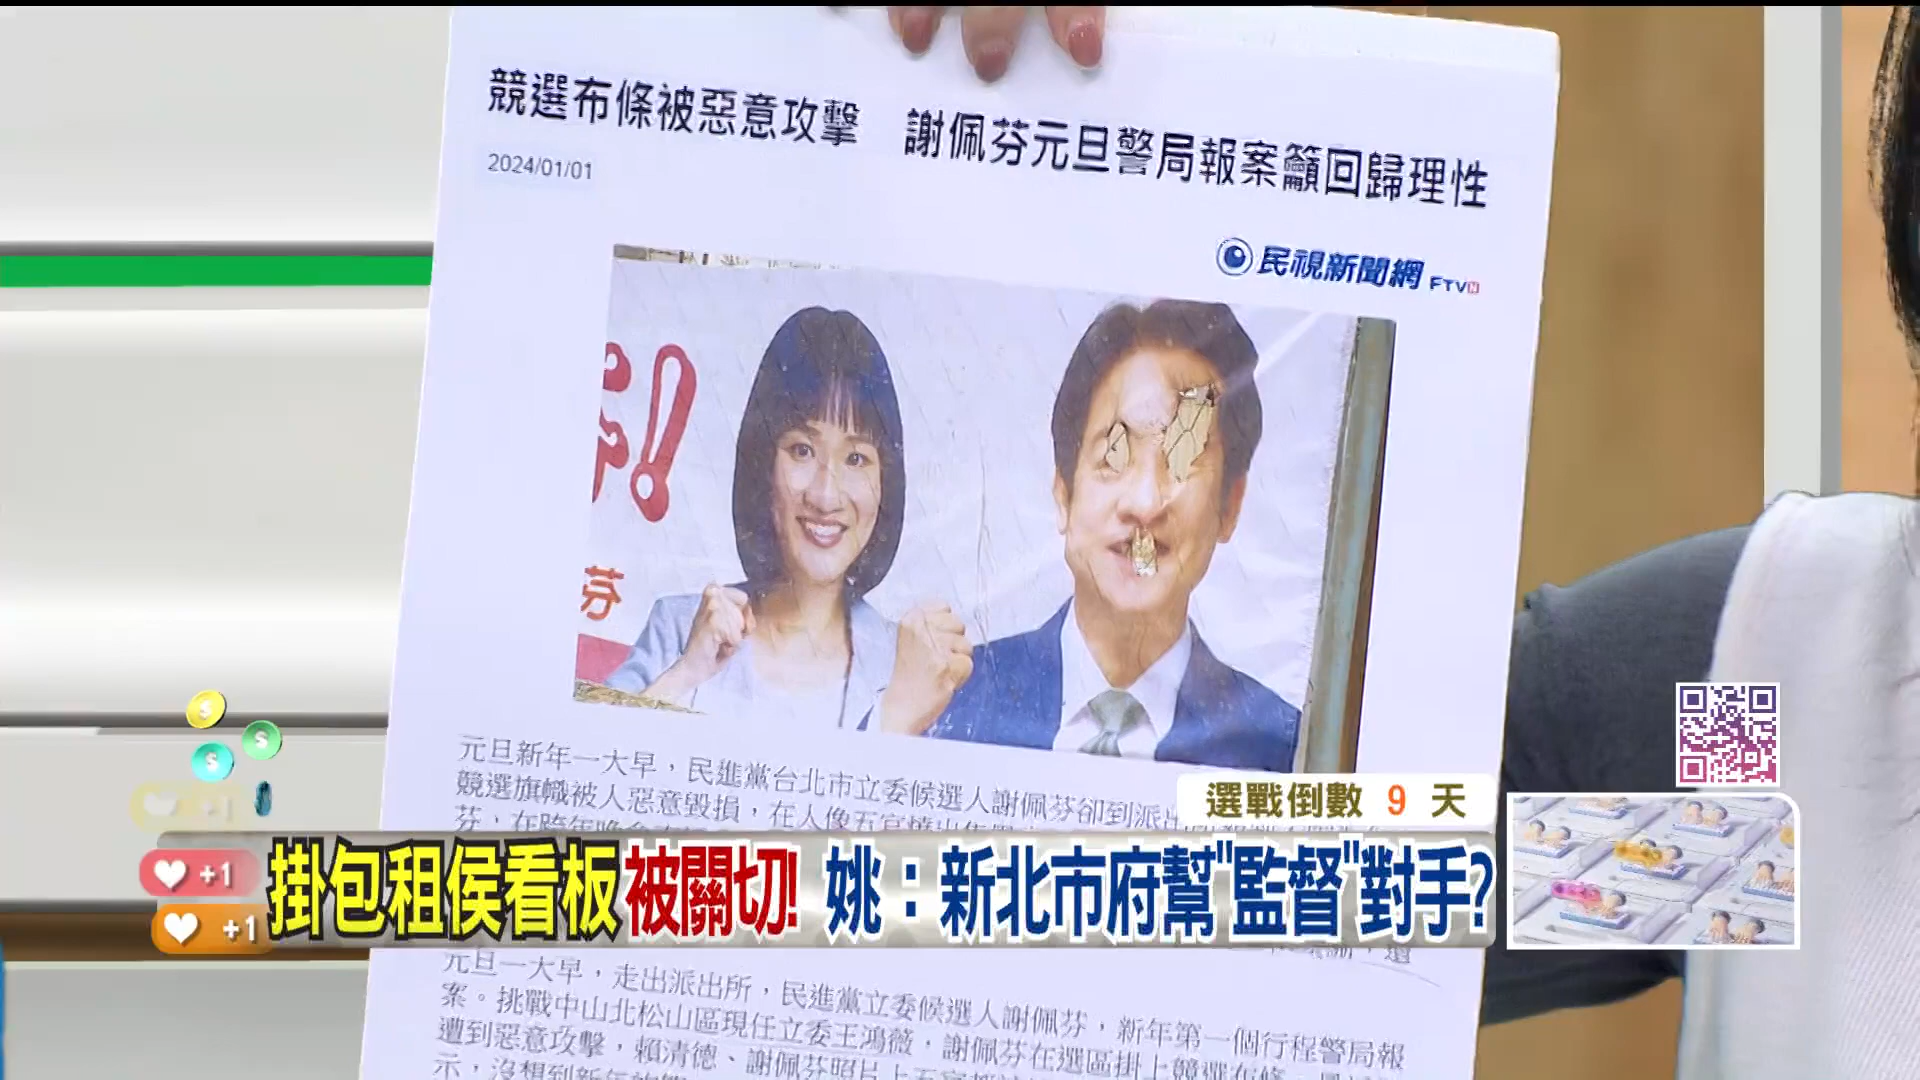 競選布條被惡意攻擊　謝佩芬元旦警局報案籲回歸理性
2024/01/01
民視新聞網 FTVN
芬
元旦新年一大早，民進黨台北市立委候選人謝佩芬卻到派出所
競選旗幟被人惡意毀損，在人像五官燒出焦黑
選戰倒數 9 天
+1
掛包租侯看板被關切! 姚：新北市府幫"監督"對手?
+1
元旦一大早，走出派出所，民進黨立委候選人謝佩芬，新年第一個行程警局報
案。挑戰中山北松山區現任立委王鴻薇，謝佩芬在選區掛上競選布條，
遭到惡意攻擊，賴清德、謝佩芬照片上五官都被
示，沒想到新年